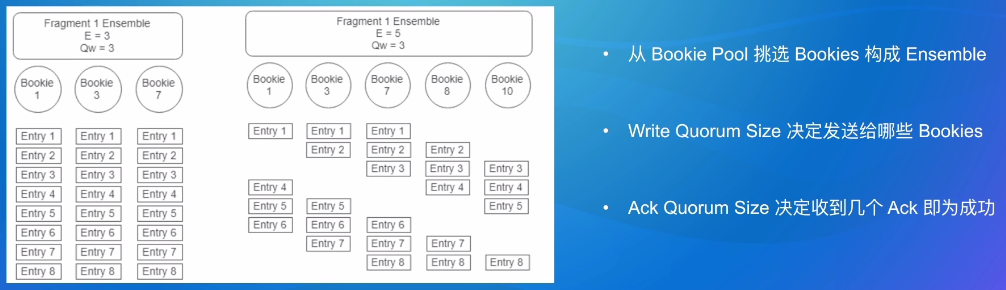 Fragment 1 Ensemble
E = 3
Qw = 3
Bookie 1
Bookie 3
Bookie 7
Entry 1 Entry 1 Entry 1
Entry 2 Entry 2 Entry 2
Entry 3 Entry 3 Entry 3
Entry 4 Entry 4 Entry 4
Entry 5 Entry 5 Entry 5
Entry 6 Entry 6 Entry 6
Entry 7 Entry 7 Entry 7
Entry 8 Entry 8 Entry 8
Fragment 1 Ensemble
E = 5
Qw = 3
Bookie 1
Bookie 3
Bookie 7
Bookie 8
Bookie 10
Entry 1 Entry 1 Entry 1
Entry 2 Entry 2 Entry 2
Entry 3 Entry 3 Entry 3
Entry 4 Entry 4 Entry 4
Entry 5 Entry 5 Entry 5
Entry 6 Entry 6 Entry 6
Entry 7 Entry 7 Entry 7
Entry 8 Entry 8 Entry 8
• 从 Bookie Pool 挑选 Bookies 构成 Ensemble
• Write Quorum Size 决定发送给哪些 Bookies
• Ack Quorum Size 决定收到几个 Ack 即为成功